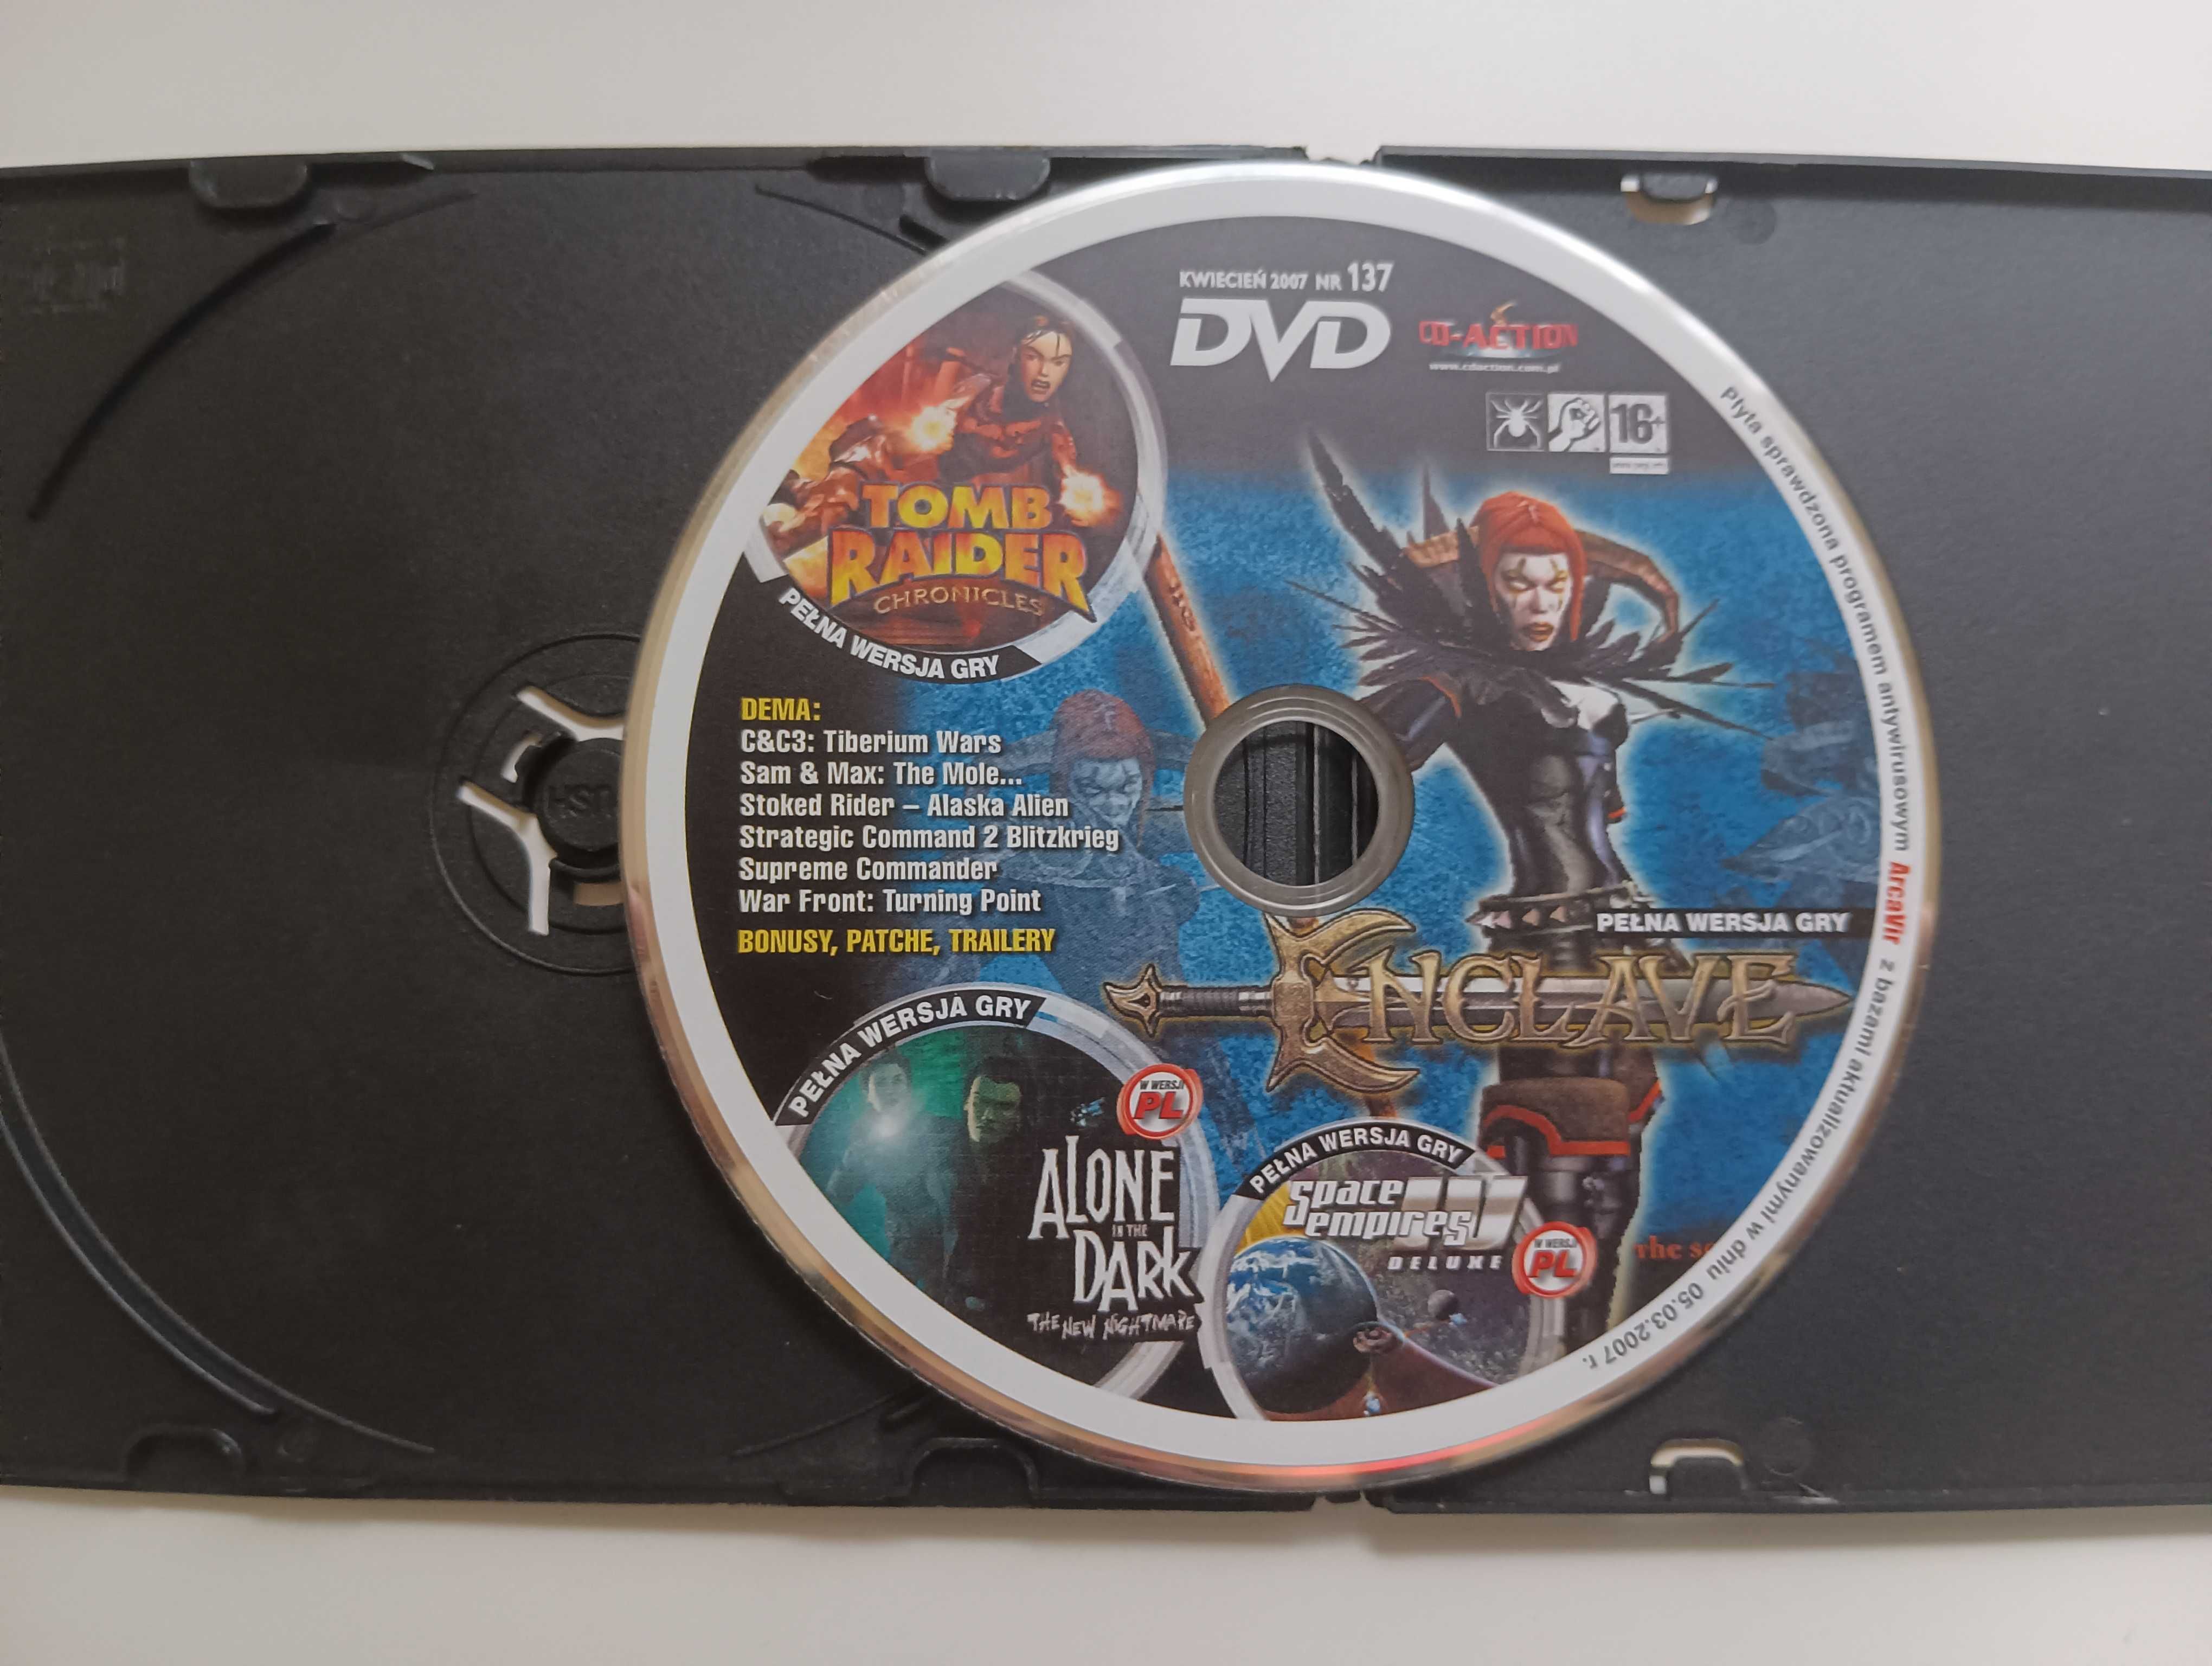 KWIECIEŃ 2007 NR 137
DVD
CD-ACTION
www.cdaction.com.pl
16+
TOMB
RAIDER
CHRONICLES
PEŁNA WERSJA GRY
DEMA:
C&C3: Tiberium Wars
Sam & Max: The Mole...
Stoked Rider – Alaska Alien
Strategic Command 2 Blitzkrieg
Supreme Commander
War Front: Turning Point
BONUSY, PATCHE, TRAILERY
PEŁNA WERSJA GRY
ENCLAVE
PEŁNA WERSJA GRY
W WERSJI
PL
ALONE
IN THE
DARK
THE NEW NIGHTMARE
PEŁNA WERSJA GRY
space
empires IV
DELUXE
W WERSJI
PL
Płyta sprawdzona programem antywirusowym ArcaVir z bazami aktualizowanymi w dniu 05.03.2007 r.